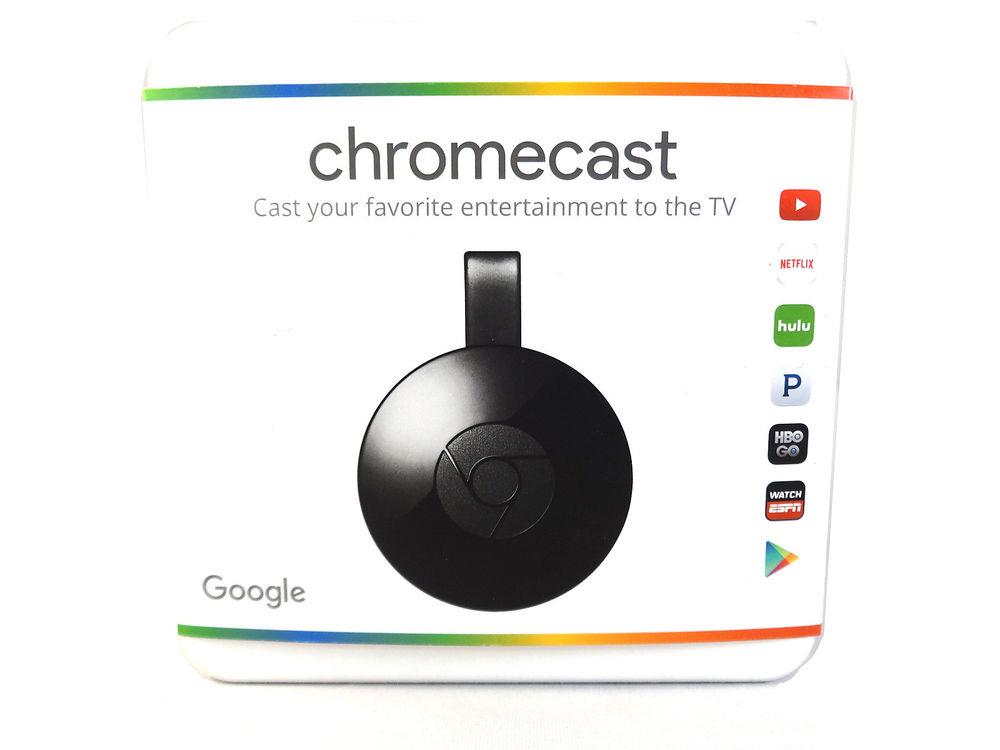 chromecast
Cast your favorite entertainment to the TV
NETFLIX
hulu
P
HBO
GO
WATCH
ESPN
Google